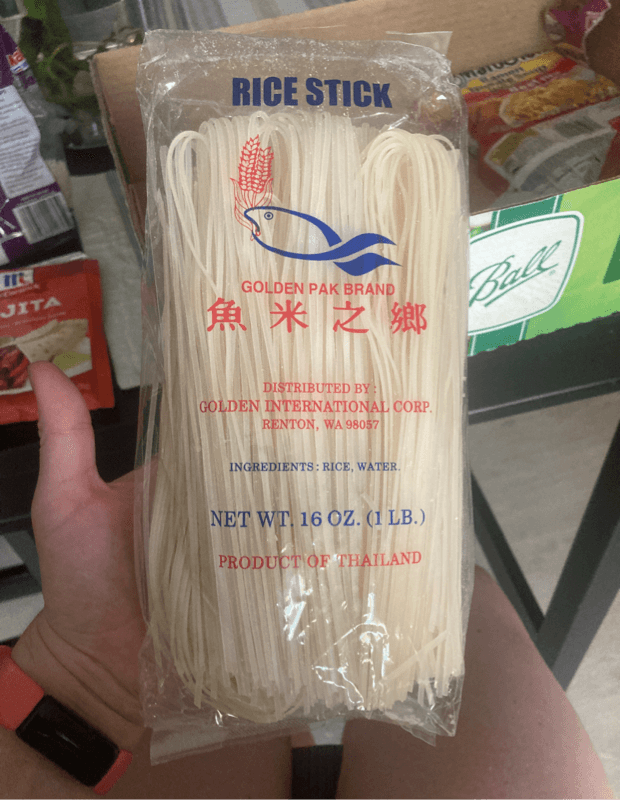 RICE STICK
GOLDEN PAK BRAND
魚米之鄉
DISTRIBUTED BY :
GOLDEN INTERNATIONAL CORP.
RENTON, WA 98057
INGREDIENTS : RICE, WATER.
NET WT. 16 OZ. (1 LB.)
PRODUCT OF THAILAND
Ball
JITA